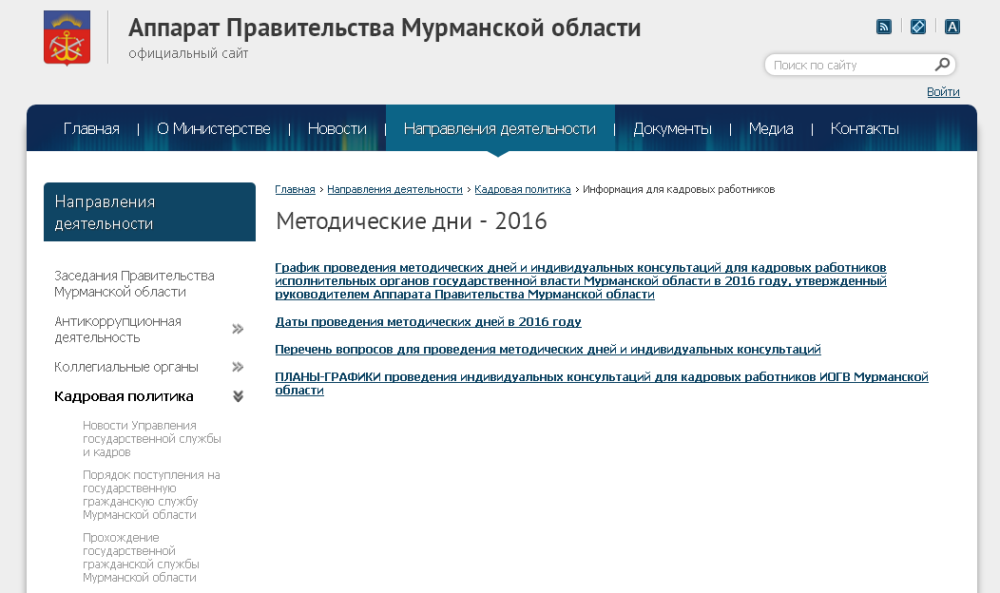 Аппарат Правительства Мурманской области
официальный сайт
A
Поиск по сайту
Войти
Главная | О Министерстве | Новости | Направления деятельности | Документы | Медиа | Контакты
Направления
деятельности
Заседания Правительства
Мурманской области
Антикоррупционная
деятельность
Коллегиальные органы
Кадровая политика
Новости Управления
государственной службы
и кадров
Порядок поступления на
государственную
гражданскую службу
Мурманской области
Прохождение
государственной
гражданской службы
Мурманской области
Главная › Направления деятельности › Кадровая политика › Информация для кадровых работников
Методические дни - 2016
График проведения методических дней и индивидуальных консультаций для кадровых работников
исполнительных органов государственной власти Мурманской области в 2016 году, утвержденный
руководителем Аппарата Правительства Мурманской области
Даты проведения методических дней в 2016 году
Перечень вопросов для проведения методических дней и индивидуальных консультаций
ПЛАНЫ-ГРАФИКИ проведения индивидуальных консультаций для кадровых работников ИОГВ Мурманской
области